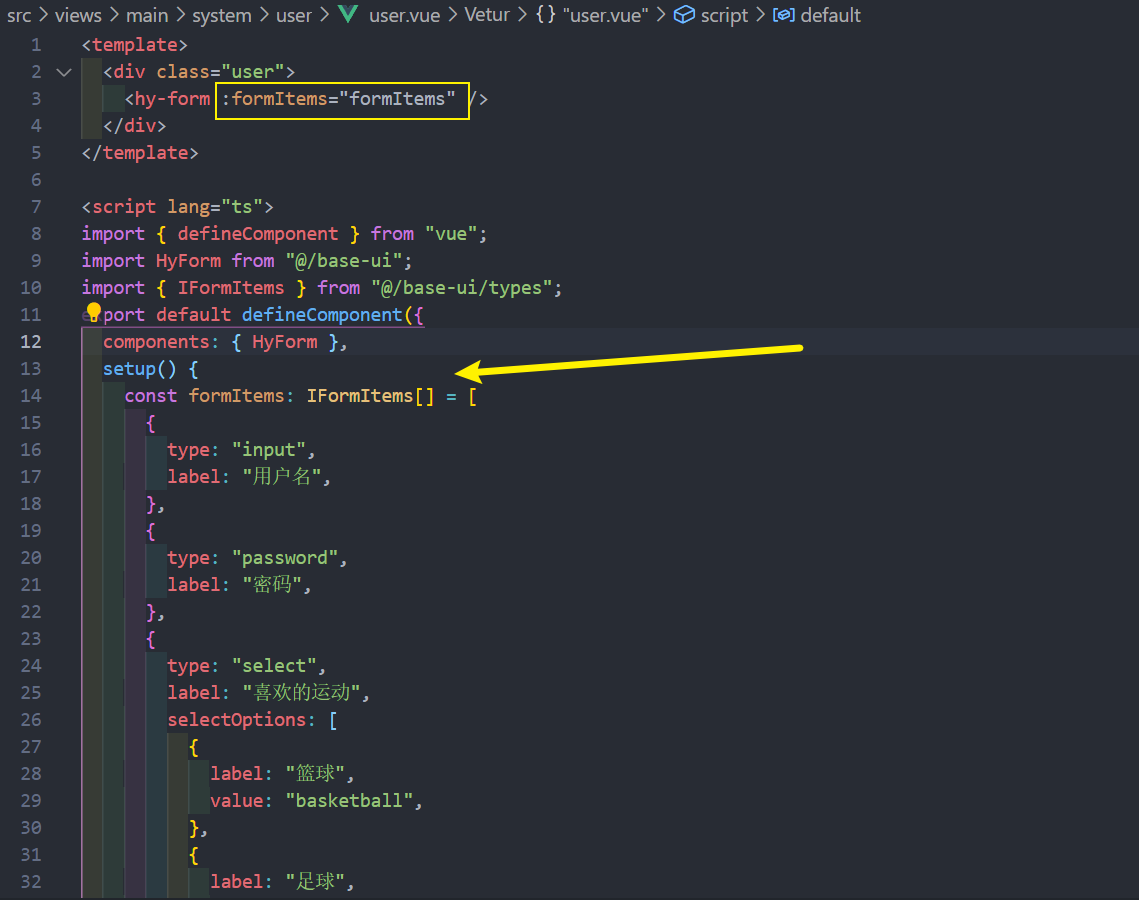 src > views > main > system > user > user.vue > Vetur > {} "user.vue" > script > default
1 <template>
2 <div class="user">
3 <hy-form :formItems="formItems" />
4 </div>
5 </template>
6
7 <script lang="ts">
8 import { defineComponent } from "vue";
9 import HyForm from "@/base-ui";
10 import { IFormItems } from "@/base-ui/types";
11 export default defineComponent({
12 components: { HyForm },
13 setup() {
14 const formItems: IFormItems[] = [
15 {
16 type: "input",
17 label: "用户名",
18 },
19 {
20 type: "password",
21 label: "密码",
22 },
23 {
24 type: "select",
25 label: "喜欢的运动",
26 selectOptions: [
27 {
28 label: "篮球",
29 value: "basketball",
30 },
31 {
32 label: "足球",